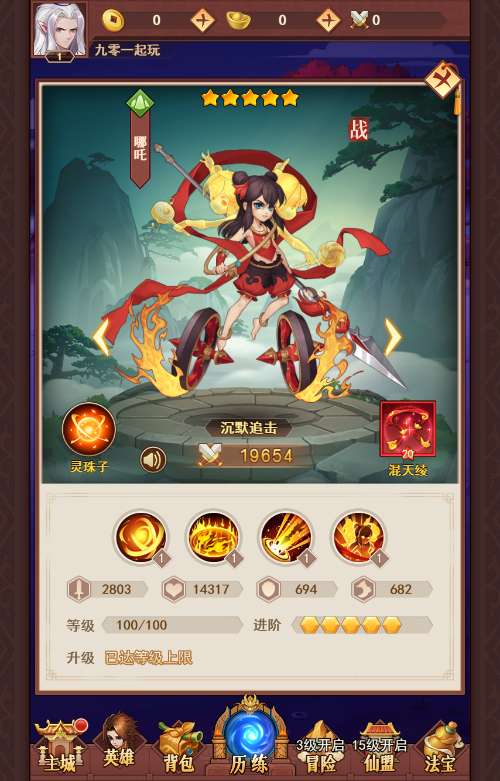 0 0 0
1
九零一起玩
哪吒
战
沉默追击
19654
灵珠子
20
混天绫
1 1 1 1
2803 14317 694 682
等级 100/100 进阶
升级 已达等级上限
3级开启 15级开启
主城 英雄 背包 历练 冒险 仙盟 法宝